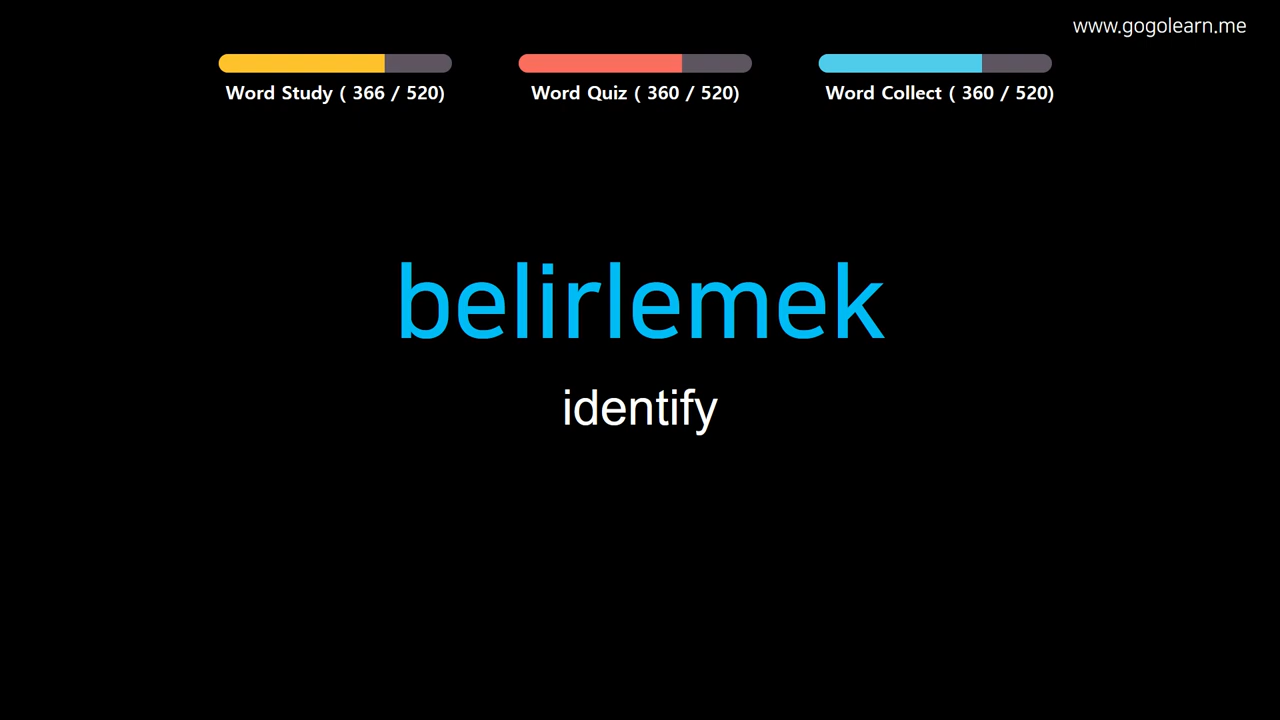 www.gogolearn.me
Word Study ( 366 / 520)
Word Quiz ( 360 / 520)
Word Collect ( 360 / 520)
belirlemek
identify